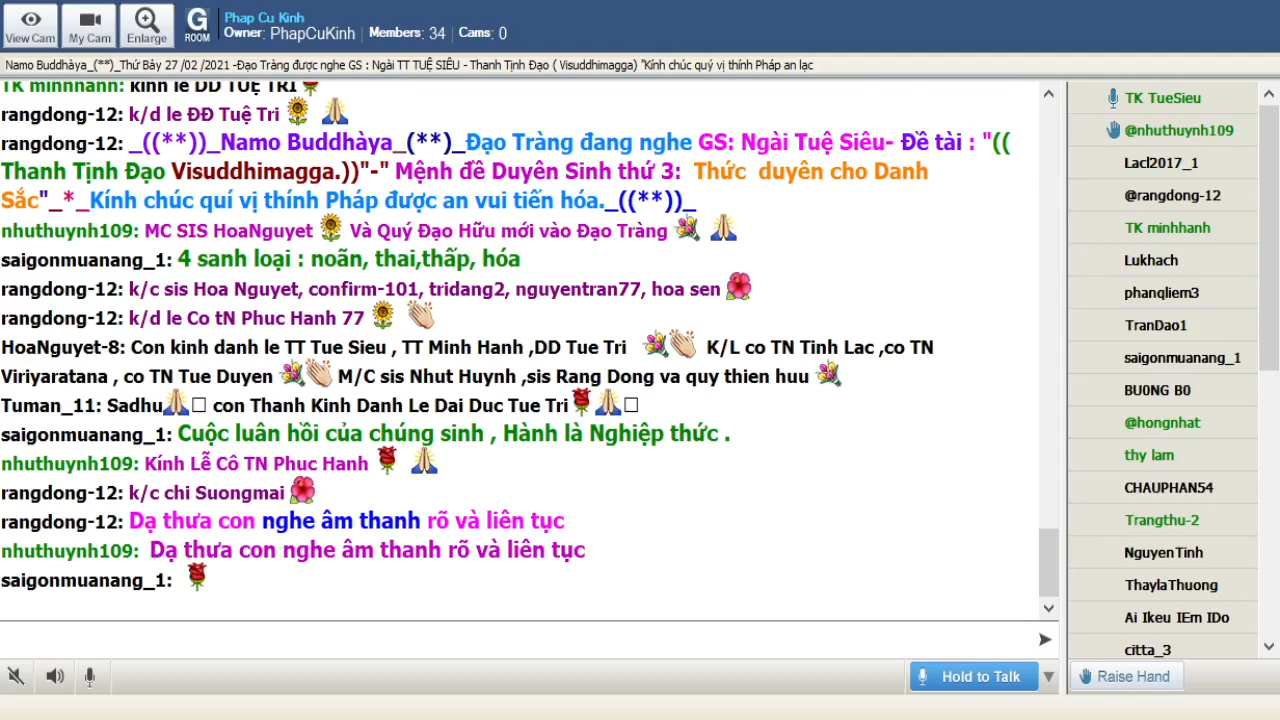 View Cam
My Cam
Enlarge
G
ROOM
Phap Cu Kinh
Owner: PhapCuKinh | Members: 34 | Cams: 0
Namo Buddhàya_(**)_Thứ Bảy 27 /02 /2021 -Đạo Tràng được nghe GS : Ngài TT TUỆ SIÊU - Thanh Tịnh Đạo ( Visuddhimagga) "Kính chúc quý vị thính Pháp an lạc
TK minhhanh: kinh le DD TUỆ TRI
rangdong-12: k/d le ĐĐ Tuệ Tri
rangdong-12: _((**))_Namo Buddhàya_(**)_Đạo Tràng đang nghe GS: Ngài Tuệ Siêu- Đề tài : "((
Thanh Tịnh Đạo Visuddhimagga.))"-" Mệnh đề Duyên Sinh thứ 3: Thức duyên cho Danh
Sắc"_*_Kính chúc quí vị thính Pháp được an vui tiến hóa._((**))_
nhuthuynh109: MC SIS HoaNguyet Và Quý Đạo Hữu mới vào Đạo Tràng
saigonmuanang_1: 4 sanh loại : noãn, thai,thấp, hóa
rangdong-12: k/c sis Hoa Nguyet, confirm-101, tridang2, nguyentran77, hoa sen
rangdong-12: k/d le Co tN Phuc Hanh 77
HoaNguyet-8: Con kinh danh le TT Tue Sieu , TT Minh Hanh ,DD Tue Tri K/L co TN Tinh Lac ,co TN
Viriyaratana , co TN Tue Duyen M/C sis Nhut Huynh ,sis Rang Dong va quy thien huu
Tuman_11: Sadhu con Thanh Kinh Danh Le Dai Duc Tue Tri
saigonmuanang_1: Cuộc luân hồi của chúng sinh , Hành là Nghiệp thức .
nhuthuynh109: Kính Lễ Cô TN Phuc Hanh
rangdong-12: k/c chi Suongmai
rangdong-12: Dạ thưa con nghe âm thanh rõ và liên tục
nhuthuynh109: Dạ thưa con nghe âm thanh rõ và liên tục
saigonmuanang_1:
Hold to Talk
TK TueSieu
@nhuthuynh109
Lacl2017_1
@rangdong-12
TK minhhanh
Lukhach
phanqliem3
TranDao1
saigonmuanang_1
BU0NG B0
@hongnhat
thy lam
CHAUPHAN54
Trangthu-2
NguyenTinh
ThaylaThuong
Ai Ikeu IEm IDo
citta_3
Raise Hand